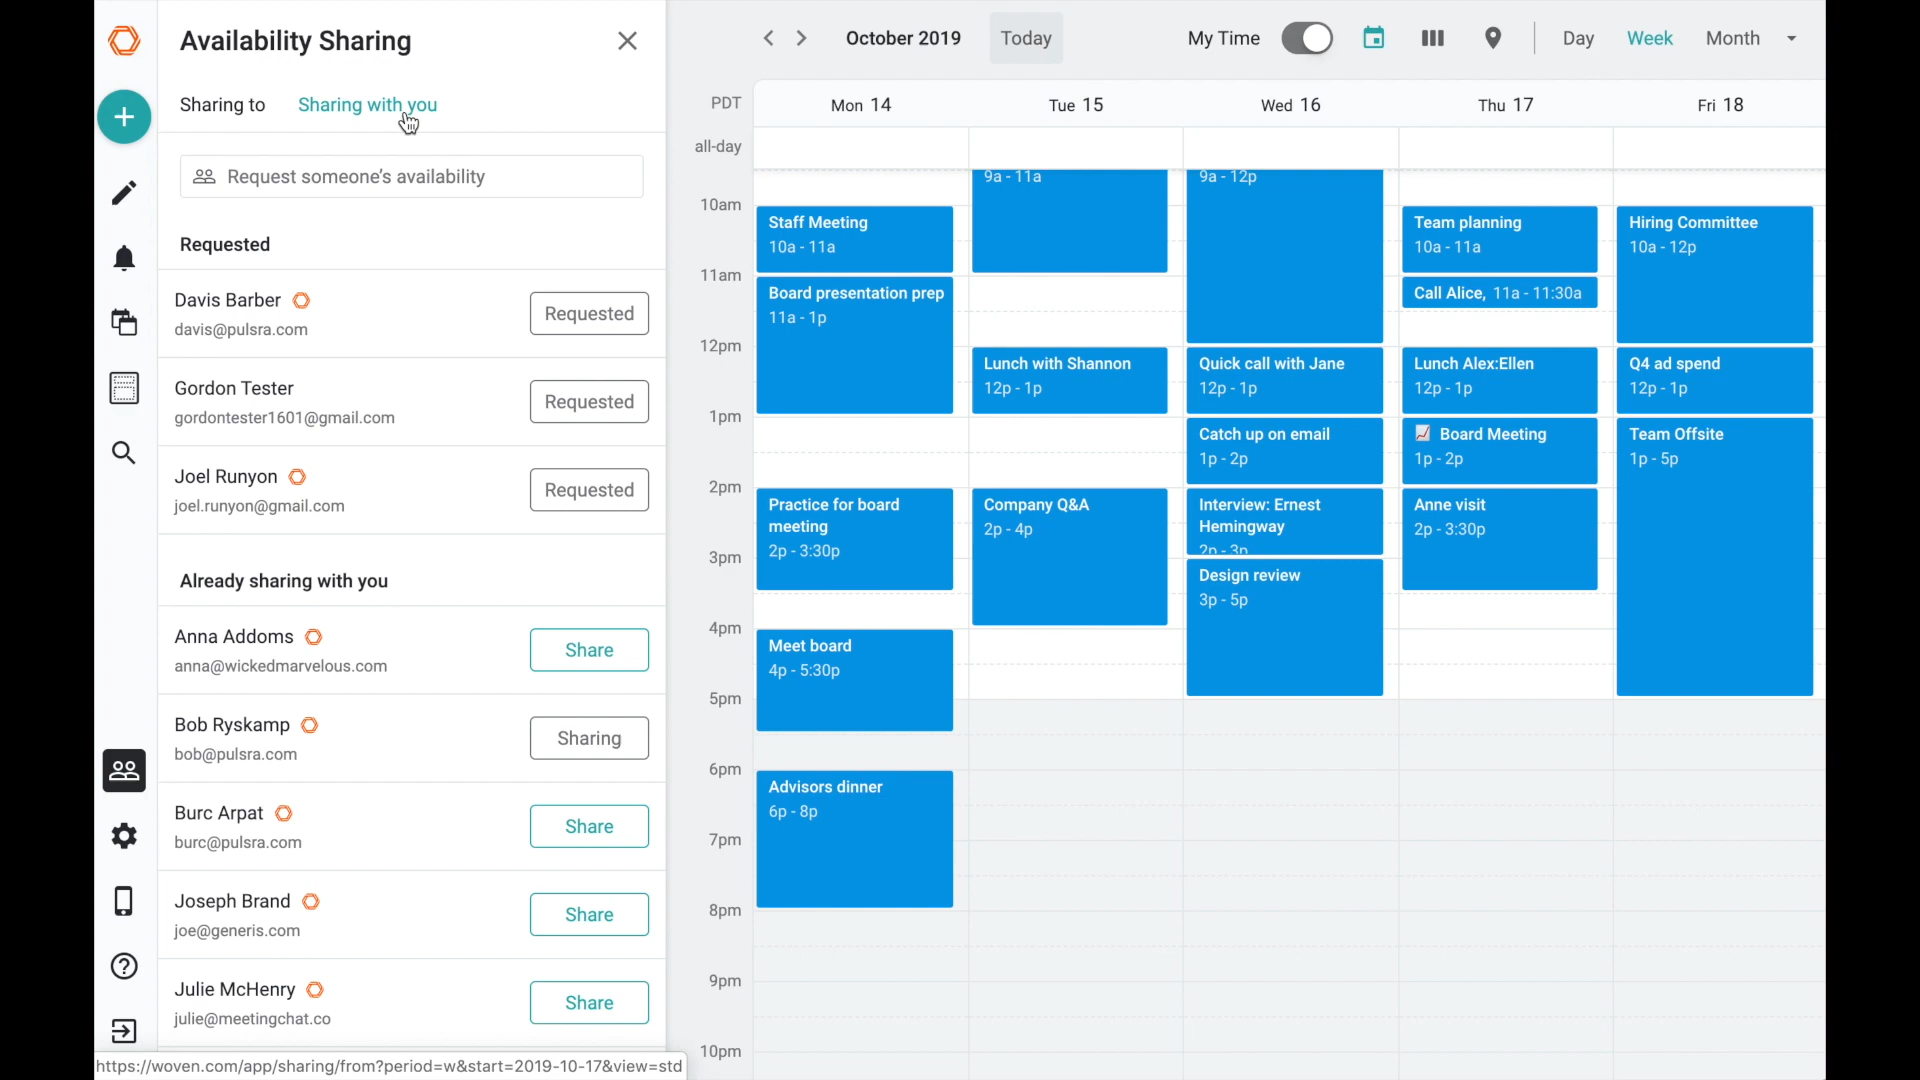 Availability Sharing
Sharing to
Sharing with you
Request someone's availability
Requested
Davis Barber
davis@pulsra.com
Requested
Gordon Tester
gordontester1601@gmail.com
Requested
Joel Runyon
joel.runyon@gmail.com
Requested
Already sharing with you
Anna Addoms
anna@wickedmarvelous.com
Share
Bob Ryskamp
bob@pulsra.com
Sharing
Burc Arpat
burc@pulsra.com
Share
Joseph Brand
joe@generis.com
Share
Julie McHenry
julie@meetingchat.co
Share
https://woven.com/app/sharing/from?period=w&start=2019-10-17&view=std
October 2019
Today
My Time
Day
Week
Month
PDT
Mon 14
Tue 15
Wed 16
Thu 17
Fri 18
all-day
10am
11am
12pm
1pm
2pm
3pm
4pm
5pm
6pm
7pm
8pm
9pm
10pm
Staff Meeting
10a - 11a
Board presentation prep
11a - 1p
Practice for board
meeting
2p - 3:30p
Meet board
4p - 5:30p
Advisors dinner
6p - 8p
9a - 11a
Lunch with Shannon
12p - 1p
Company Q&A
2p - 4p
9a - 12p
Quick call with Jane
12p - 1p
Catch up on email
1p - 2p
Interview: Ernest
Hemingway
2p - 3p
Design review
3p - 5p
Team planning
10a - 11a
Call Alice, 11a - 11:30a
Lunch Alex:Ellen
12p - 1p
Board Meeting
1p - 2p
Anne visit
2p - 3:30p
Hiring Committee
10a - 12p
Q4 ad spend
12p - 1p
Team Offsite
1p - 5p